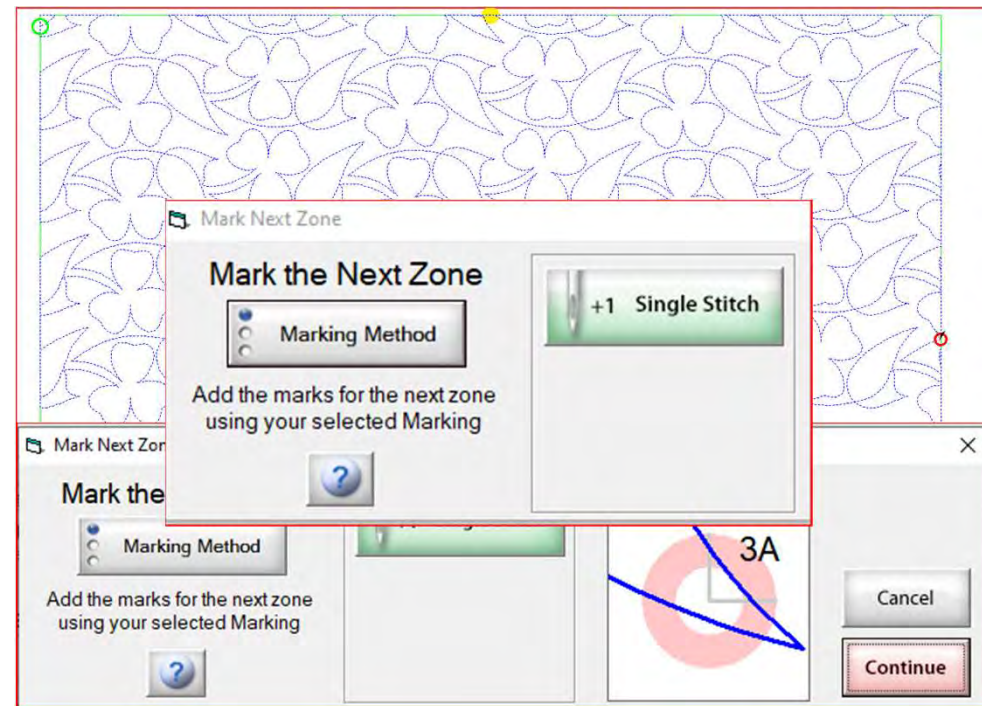 Mark Next Zone
Mark the Next Zone
Marking Method
Add the marks for the next zone
using your selected Marking
?
+1 Single Stitch
Mark Next Zon
Mark the
Marking Method
Add the marks for the next zone
using your selected Marking
?
3A
Cancel
Continue